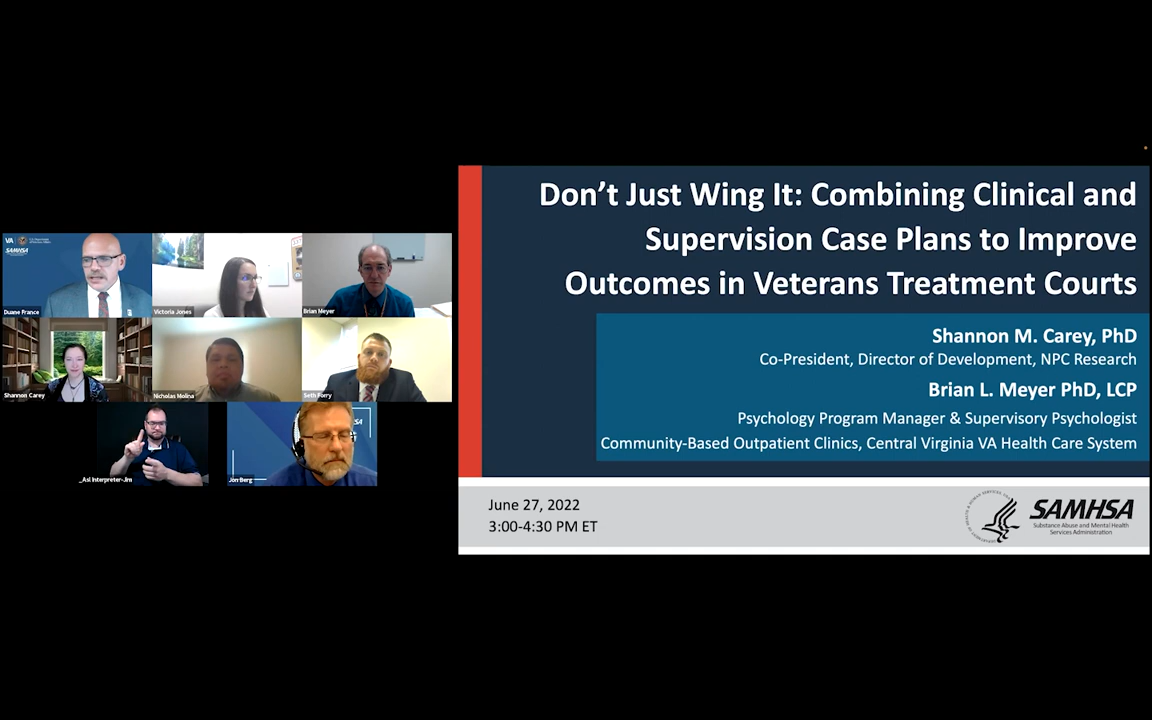 VA
SAMHSA
Duane France
Victoria Jones
Brian Meyer
Shannon Carey
Nicholas Molina
Seth Forry
_Asl Interpreter-Jim
Jon Berg
Don't Just Wing It: Combining Clinical and
Supervision Case Plans to Improve
Outcomes in Veterans Treatment Courts
Shannon M. Carey, PhD
Co-President, Director of Development, NPC Research
Brian L. Meyer PhD, LCP
Psychology Program Manager & Supervisory Psychologist
Community-Based Outpatient Clinics, Central Virginia VA Health Care System
June 27, 2022
3:00-4:30 PM ET
SAMHSA
Substance Abuse and Mental Health
Services Administration